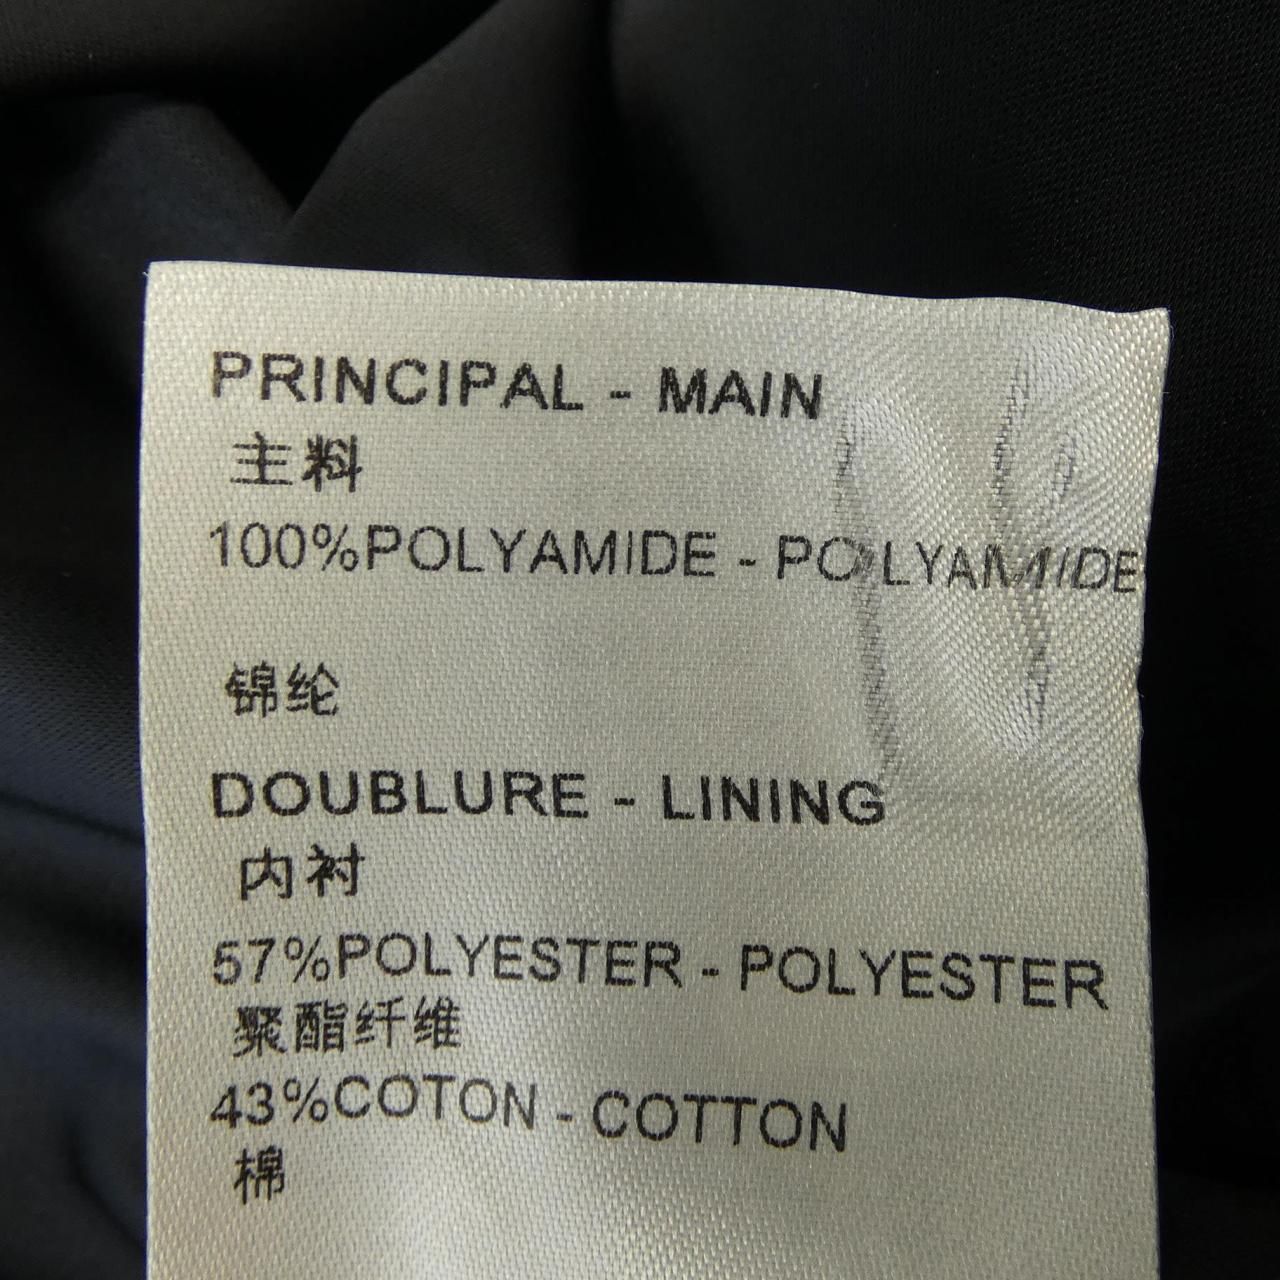 PRINCIPAL - MAIN
主料
100%POLYAMIDE - POLYAMIDE
锦纶
DOUBLURE - LINING
内衬
57%POLYESTER - POLYESTER
聚酯纤维
43%COTON - COTTON
棉